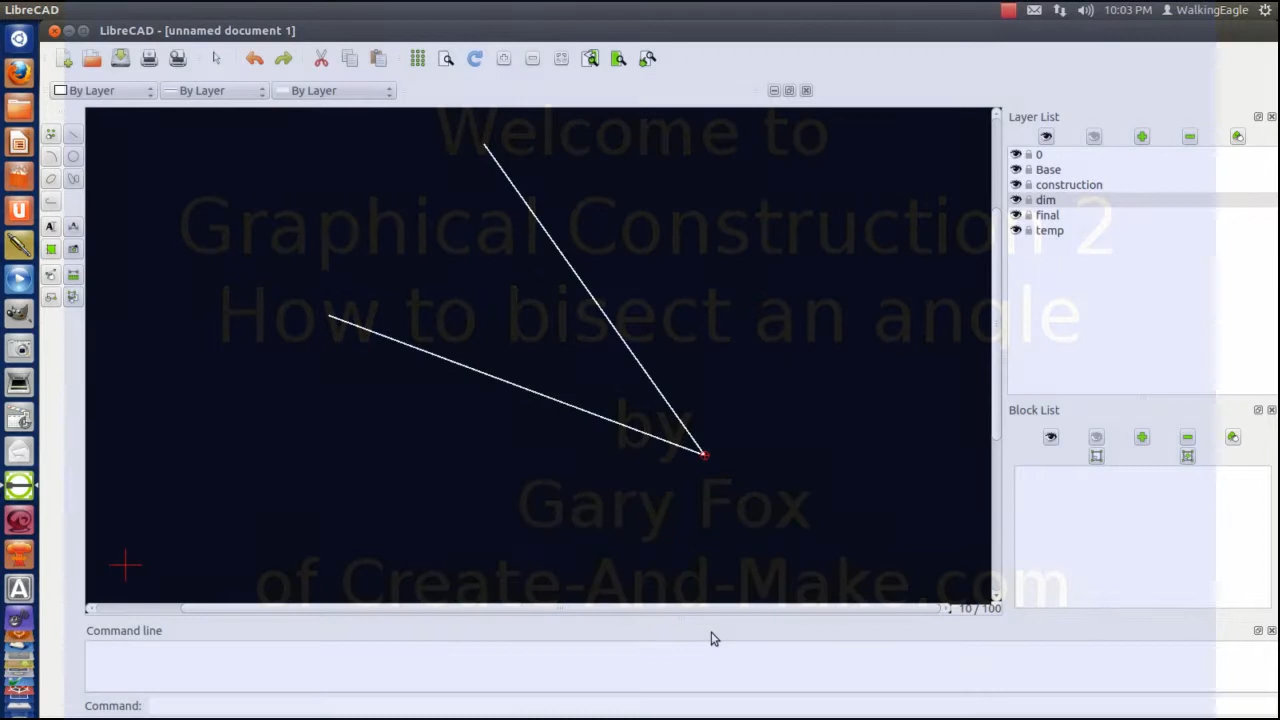 LibreCAD
10:03 PM
WalkingEagle
LibreCAD - [unnamed document 1]
By Layer
By Layer
By Layer
Layer List
0
Base
construction
dim
final
temp
Welcome to
Graphical Construction 2
How to bisect an angle
by
Gary Fox
of Create-And-Make.com
Block List
10 / 100
Command line
Command: